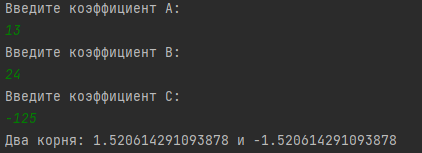 Введите коэффициент A:
13
Введите коэффициент B:
24
Введите коэффициент C:
-125
Два корня: 1.520614291093878 и -1.520614291093878